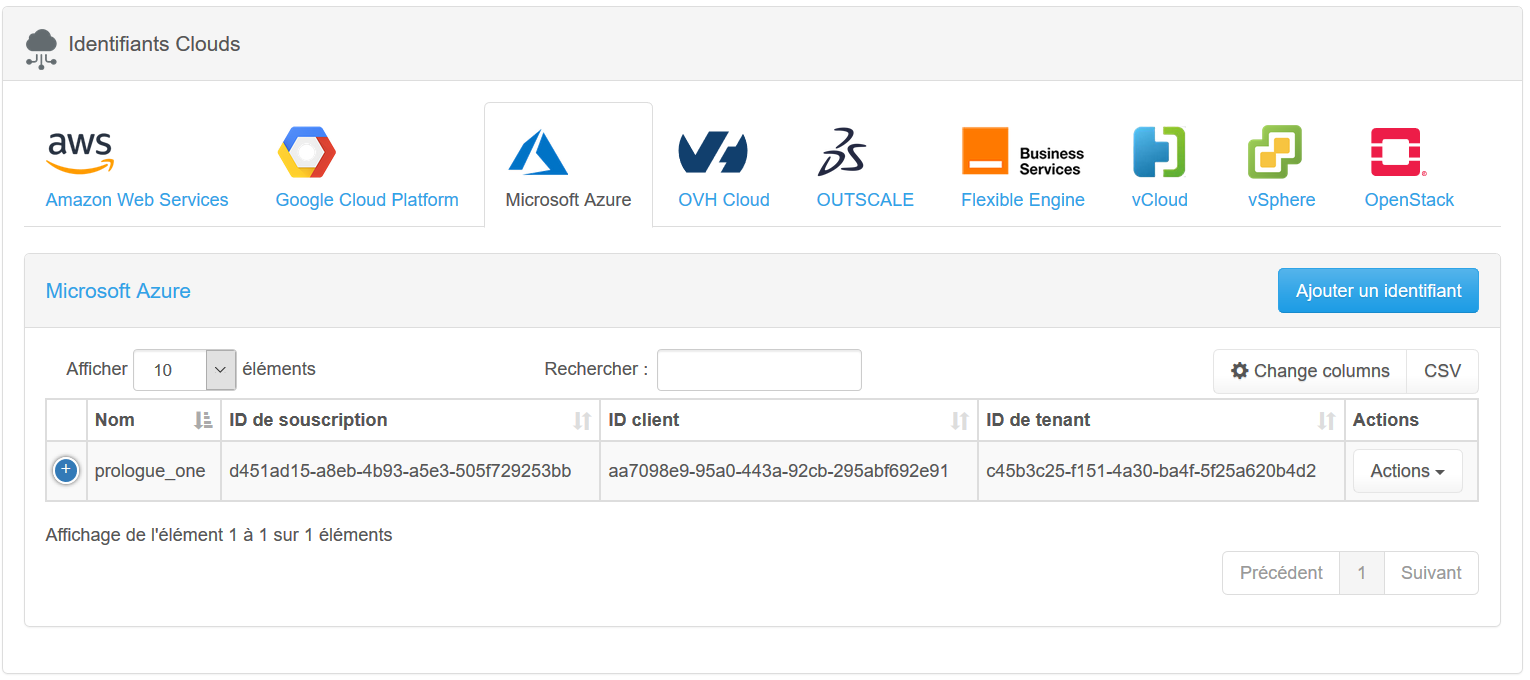 Identifiants Clouds
aws
Business
Services
Amazon Web Services
Google Cloud Platform
Microsoft Azure
OVH Cloud
OUTSCALE
Flexible Engine
vCloud
vSphere
OpenStack
Microsoft Azure
Ajouter un identifiant
Afficher 10 éléments
Rechercher :
Change columns
CSV
Nom ID de souscription ID client ID de tenant Actions
prologue_one d451ad15-a8eb-4b93-a5e3-505f729253bb aa7098e9-95a0-443a-92cb-295abf692e91 c45b3c25-f151-4a30-ba4f-5f25a620b4d2 Actions
Affichage de l'élément 1 à 1 sur 1 éléments
Précédent 1 Suivant